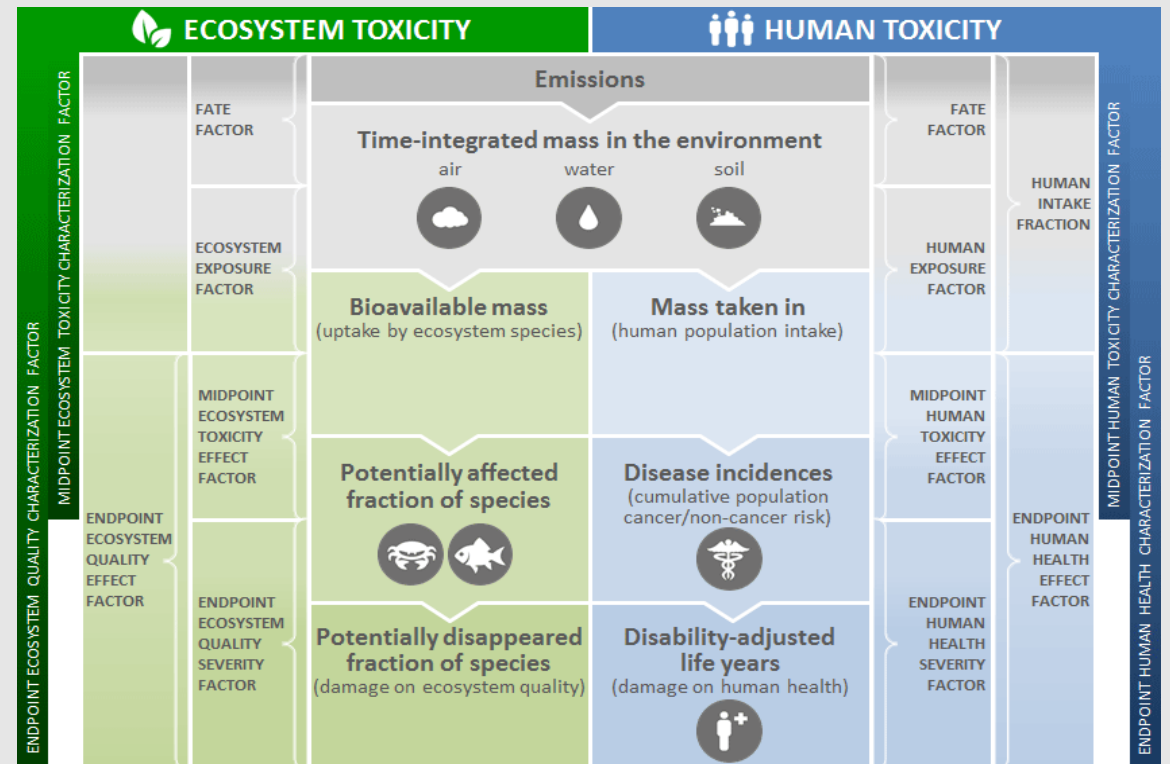 ECOSYSTEM TOXICITY
HUMAN TOXICITY
ENDPOINT ECOSYSTEM QUALITY CHARACTERIZATION FACTOR
MIDPOINT ECOSYSTEM TOXICITY CHARACTERIZATION FACTOR
ENDPOINT
ECOSYSTEM
QUALITY
EFFECT
FACTOR
FATE
FACTOR
ECOSYSTEM
EXPOSURE
FACTOR
MIDPOINT
ECOSYSTEM
TOXICITY
EFFECT
FACTOR
ENDPOINT
ECOSYSTEM
QUALITY
SEVERITY
FACTOR
Emissions
Time-integrated mass in the environment
air
water
soil
Bioavailable mass
(uptake by ecosystem species)
Mass taken in
(human population intake)
Potentially affected
fraction of species
Disease incidences
(cumulative population
cancer/non-cancer risk)
Potentially disappeared
fraction of species
(damage on ecosystem quality)
Disability-adjusted
life years
(damage on human health)
FATE
FACTOR
HUMAN
EXPOSURE
FACTOR
MIDPOINT
HUMAN
TOXICITY
EFFECT
FACTOR
ENDPOINT
HUMAN
HEALTH
SEVERITY
FACTOR
HUMAN
INTAKE
FRACTION
ENDPOINT
HUMAN
HEALTH
EFFECT
FACTOR
MIDPOINT HUMAN TOXICITY CHARACTERIZATION FACTOR
ENDPOINT HUMAN HEALTH CHARACTERIZATION FACTOR